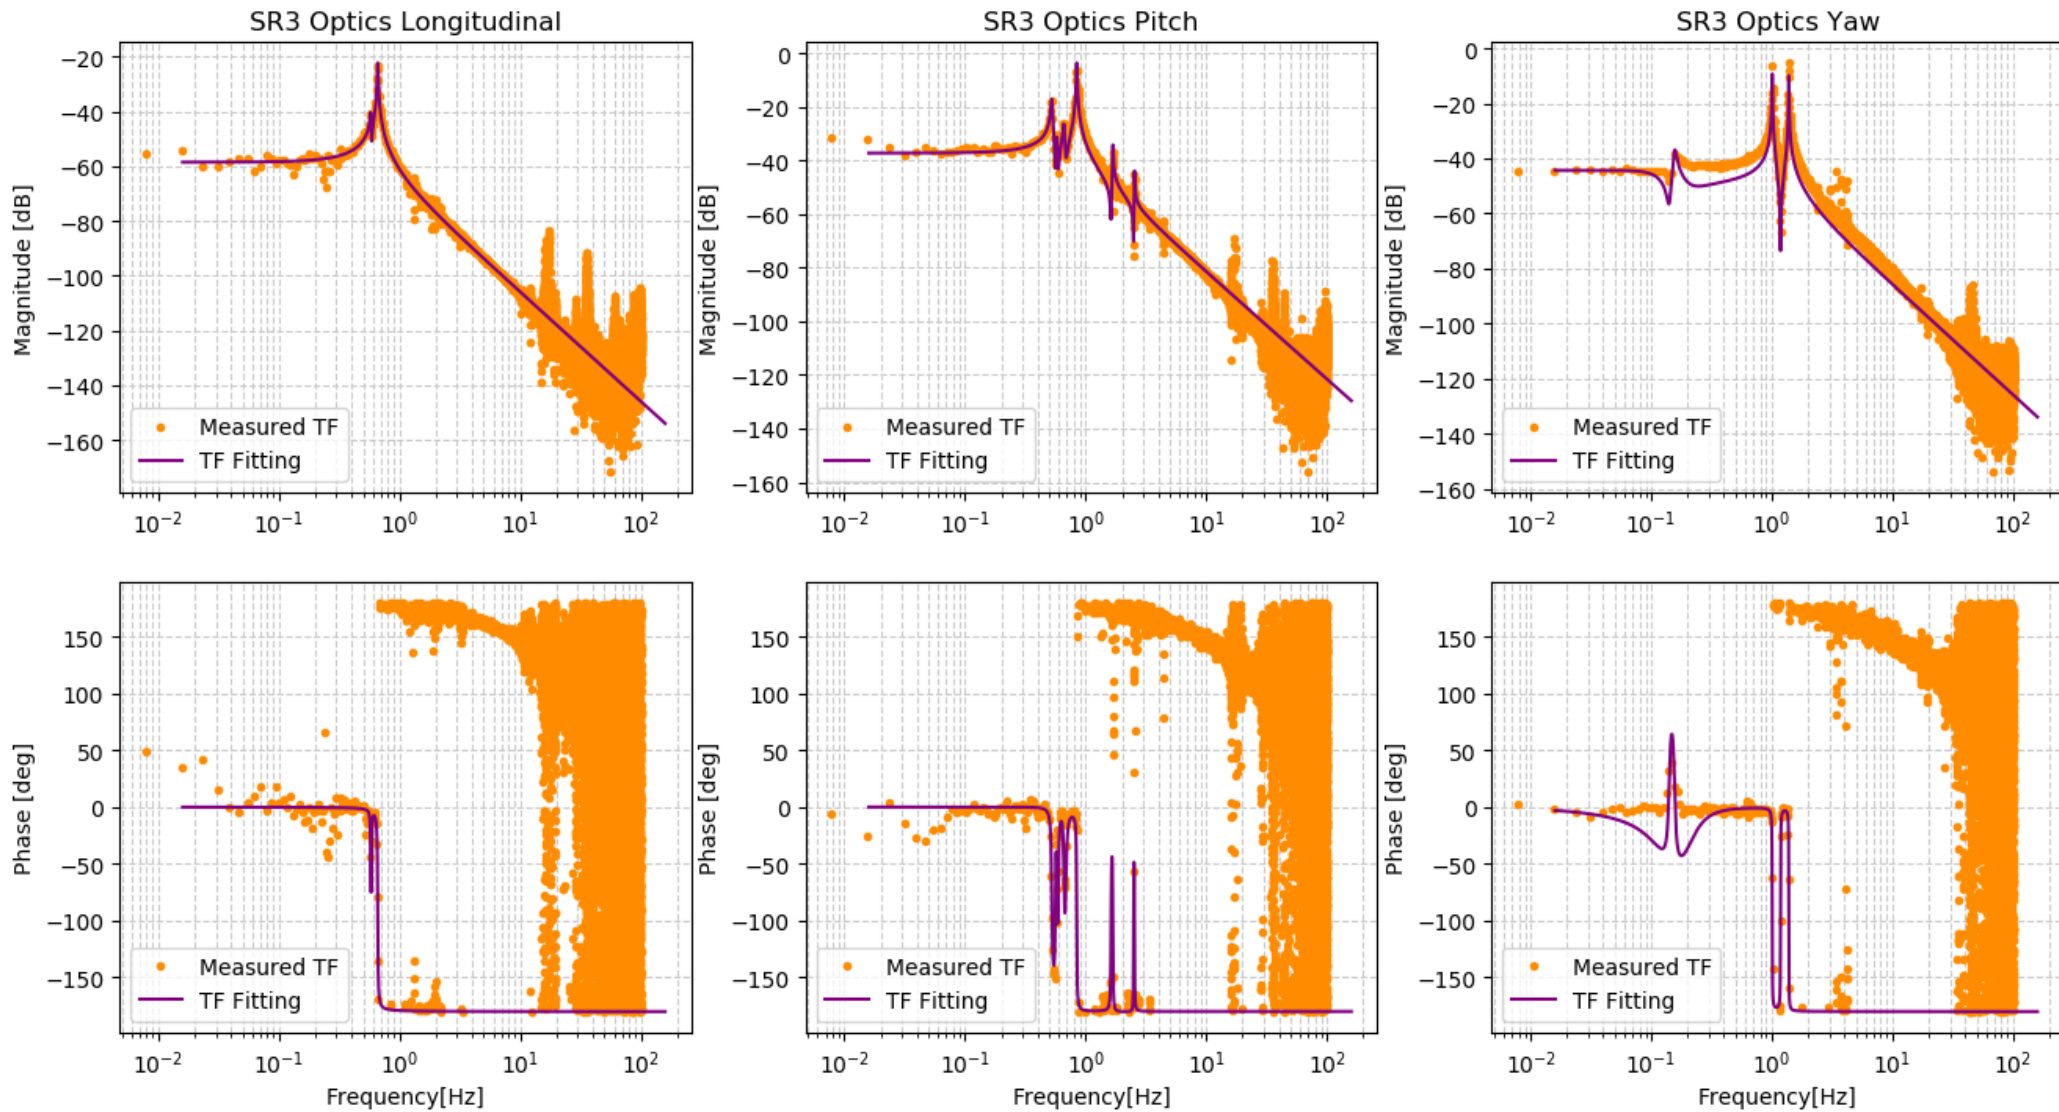 SR3 Optics Longitudinal
SR3 Optics Pitch
SR3 Optics Yaw
Magnitude [dB]
−20
−40
−60
−80
−100
−120
−140
−160
Measured TF
TF Fitting
10⁻² 10⁻¹ 10⁰ 10¹ 10²
Magnitude [dB]
0
−20
−40
−60
−80
−100
−120
−140
−160
Measured TF
TF Fitting
10⁻² 10⁻¹ 10⁰ 10¹ 10²
Magnitude [dB]
0
−20
−40
−60
−80
−100
−120
−140
−160
Measured TF
TF Fitting
10⁻² 10⁻¹ 10⁰ 10¹ 10²
Phase [deg]
150
100
50
0
−50
−100
−150
Measured TF
TF Fitting
10⁻² 10⁻¹ 10⁰ 10¹ 10²
Frequency[Hz]
Phase [deg]
150
100
50
0
−50
−100
−150
Measured TF
TF Fitting
10⁻² 10⁻¹ 10⁰ 10¹ 10²
Frequency[Hz]
Phase [deg]
150
100
50
0
−50
−100
−150
Measured TF
TF Fitting
10⁻² 10⁻¹ 10⁰ 10¹ 10²
Frequency[Hz]